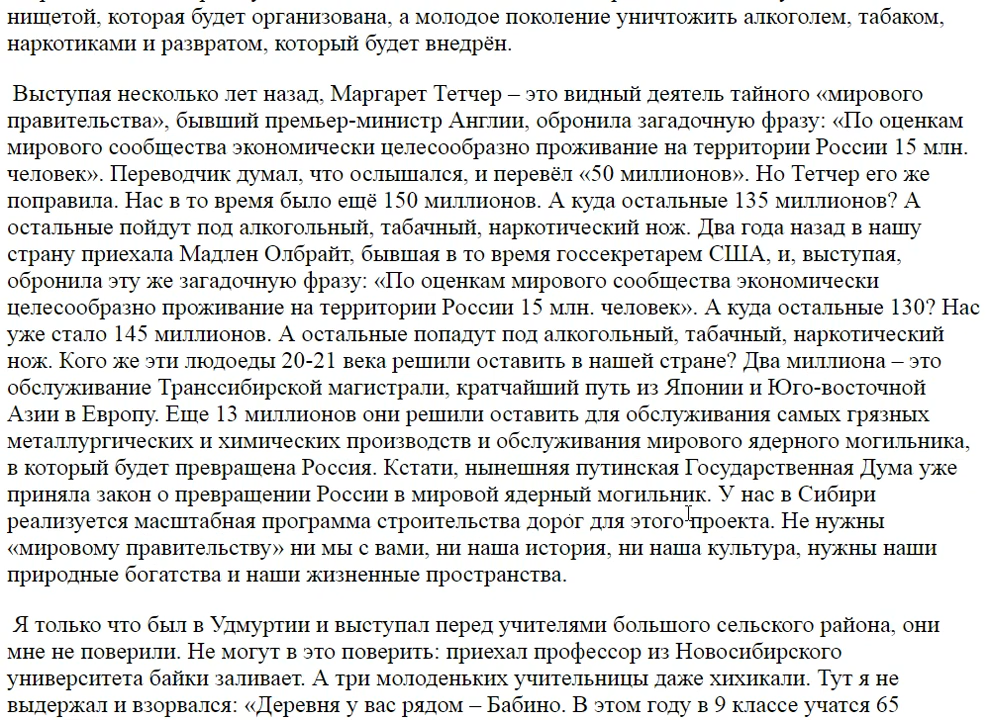 нищетой, которая будет организована, а молодое поколение уничтожить алкоголем, табаком,
наркотиками и развратом, который будет внедрён.
Выступая несколько лет назад, Маргарет Тетчер – это видный деятель тайного «мирового
правительства», бывший премьер-министр Англии, обронила загадочную фразу: «По оценкам
мирового сообщества экономически целесообразно проживание на территории России 15 млн.
человек». Переводчик думал, что ослышался, и перевёл «50 миллионов». Но Тетчер его же
поправила. Нас в то время было ещё 150 миллионов. А куда остальные 135 миллионов? А
остальные пойдут под алкогольный, табачный, наркотический нож. Два года назад в нашу
страну приехала Мадлен Олбрайт, бывшая в то время госсекретарем США, и, выступая,
обронила эту же загадочную фразу: «По оценкам мирового сообщества экономически
целесообразно проживание на территории России 15 млн. человек». А куда остальные 130? Нас
уже стало 145 миллионов. А остальные попадут под алкогольный, табачный, наркотический
нож. Кого же эти людоеды 20-21 века решили оставить в нашей стране? Два миллиона – это
обслуживание Транссибирской магистрали, кратчайший путь из Японии и Юго-восточной
Азии в Европу. Еще 13 миллионов они решили оставить для обслуживания самых грязных
металлургических и химических производств и обслуживания мирового ядерного могильника,
в который будет превращена Россия. Кстати, нынешняя путинская Государственная Дума уже
приняла закон о превращении России в мировой ядерный могильник. У нас в Сибири
реализуется масштабная программа строительства дорог для этого проекта. Не нужны
«мировому правительству» ни мы с вами, ни наша история, ни наша культура, нужны наши
природные богатства и наши жизненные пространства.
Я только что был в Удмуртии и выступал перед учителями большого сельского района, они
мне не поверили. Не могут в это поверить: приехал профессор из Новосибирского
университета байки заливает. А три молоденьких учительницы даже хихикали. Тут я не
выдержал и взорвался: «Деревня у вас рядом – Бабино. В этом году в 9 классе учатся 65